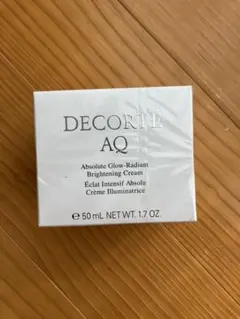 DECORTÉ
AQ
Absolute Glow-Radiant
Brightening Cream
Éclat Intensif Absolu
Crème Illuminatrice
℮ 50 mL NET WT. 1.7 OZ.